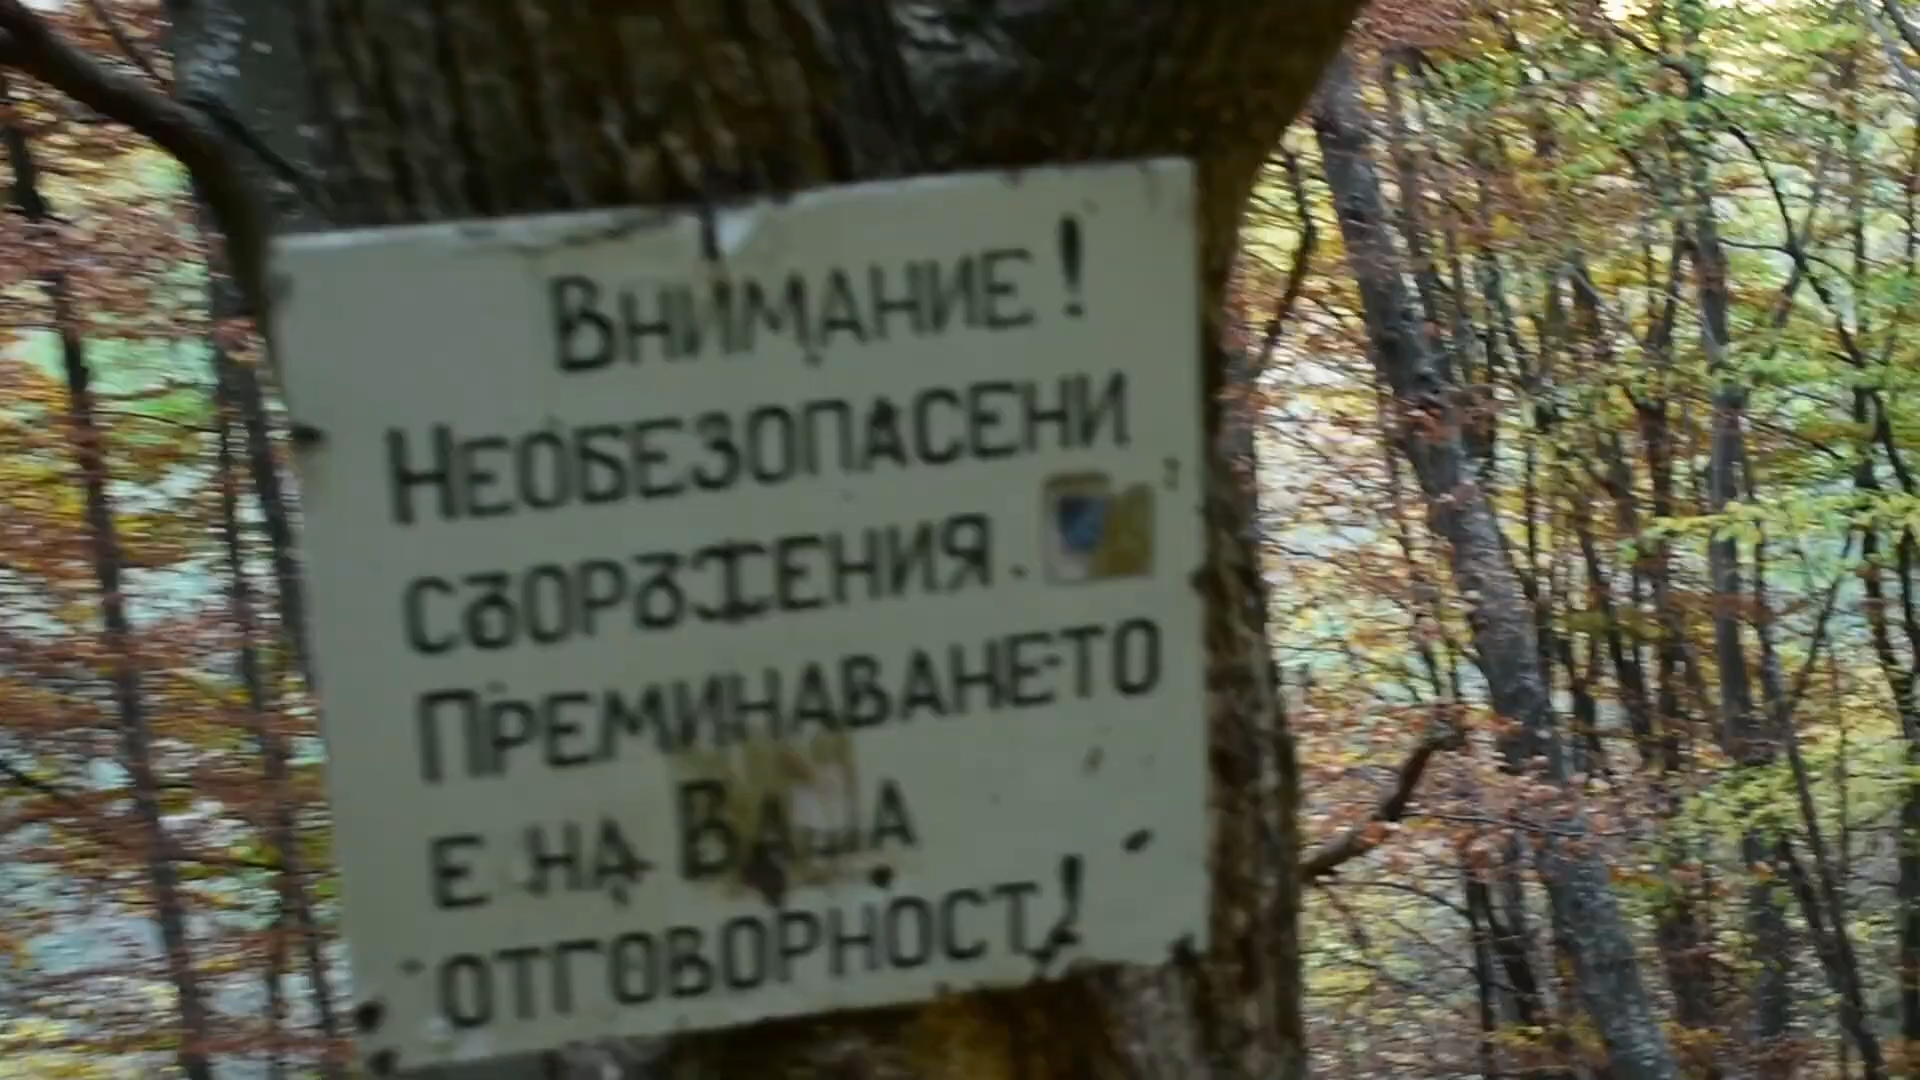 Внимание!
Необезопасени
съоръжения.
Преминаването
е на Ваша
отговорност!